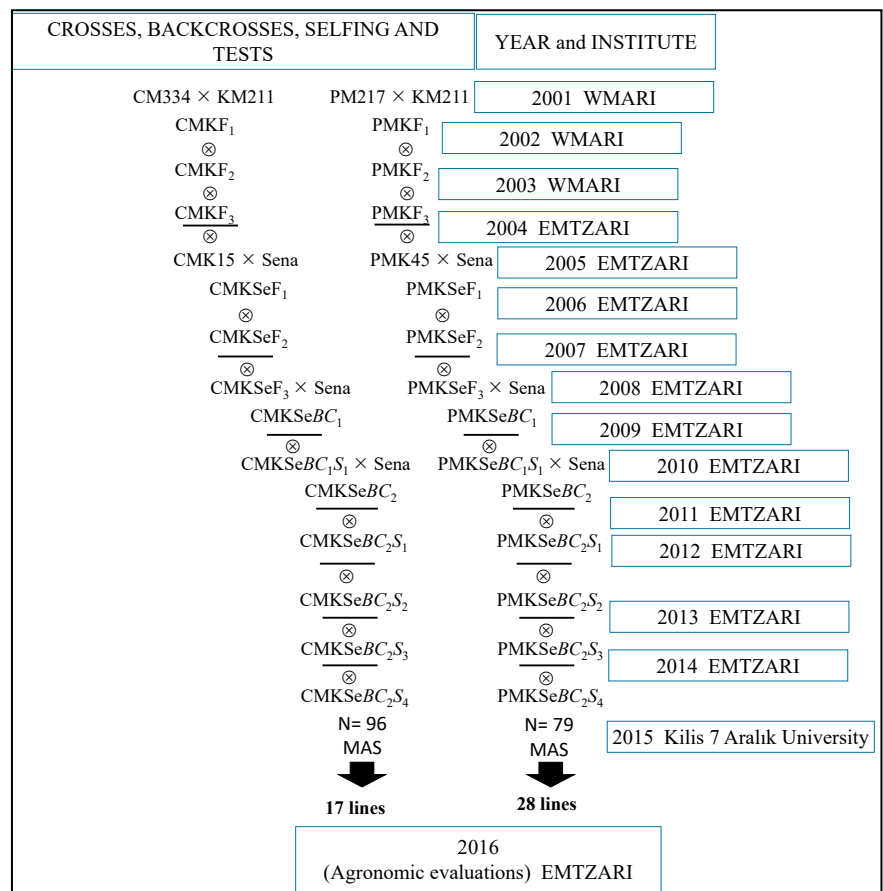 CROSSES, BACKCROSSES, SELFING AND
TESTS
YEAR and INSTITUTE
CM334 × KM211 PM217 × KM211 2001 WMARI
CMKF₁ PMKF₁ 2002 WMARI
⊗ ⊗
CMKF₂ PMKF₂ 2003 WMARI
⊗ ⊗
CMKF₃ PMKF₃ 2004 EMTZARI
⊗ ⊗
CMK15 × Sena PMK45 × Sena 2005 EMTZARI
CMKSeF₁ PMKSeF₁ 2006 EMTZARI
⊗ ⊗
CMKSeF₂ PMKSeF₂ 2007 EMTZARI
⊗ ⊗
CMKSeF₃ × Sena PMKSeF₃ × Sena 2008 EMTZARI
CMKSeBC₁ PMKSeBC₁ 2009 EMTZARI
⊗ ⊗
CMKSeBC₁S₁ × Sena PMKSeBC₁S₁ × Sena 2010 EMTZARI
CMKSeBC₂ PMKSeBC₂ 2011 EMTZARI
⊗ ⊗
CMKSeBC₂S₁ PMKSeBC₂S₁ 2012 EMTZARI
⊗ ⊗
CMKSeBC₂S₂ PMKSeBC₂S₂ 2013 EMTZARI
⊗ ⊗
CMKSeBC₂S₃ PMKSeBC₂S₃ 2014 EMTZARI
⊗ ⊗
CMKSeBC₂S₄ PMKSeBC₂S₄
N= 96 N= 79 2015 Kilis 7 Aralık University
MAS MAS
17 lines 28 lines
2016
(Agronomic evaluations) EMTZARI